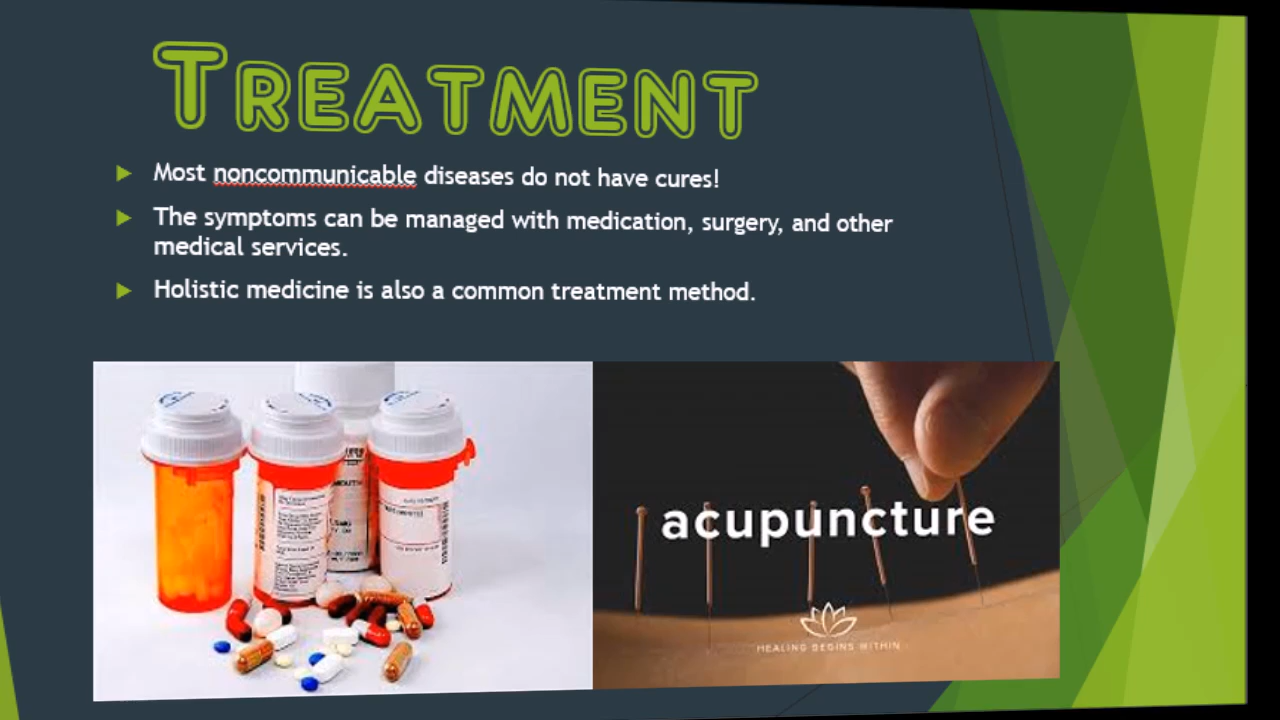 TREATMENT
Most noncommunicable diseases do not have cures!
The symptoms can be managed with medication, surgery, and other
medical services.
Holistic medicine is also a common treatment method.
acupuncture
HEALING BEGINS WITHIN